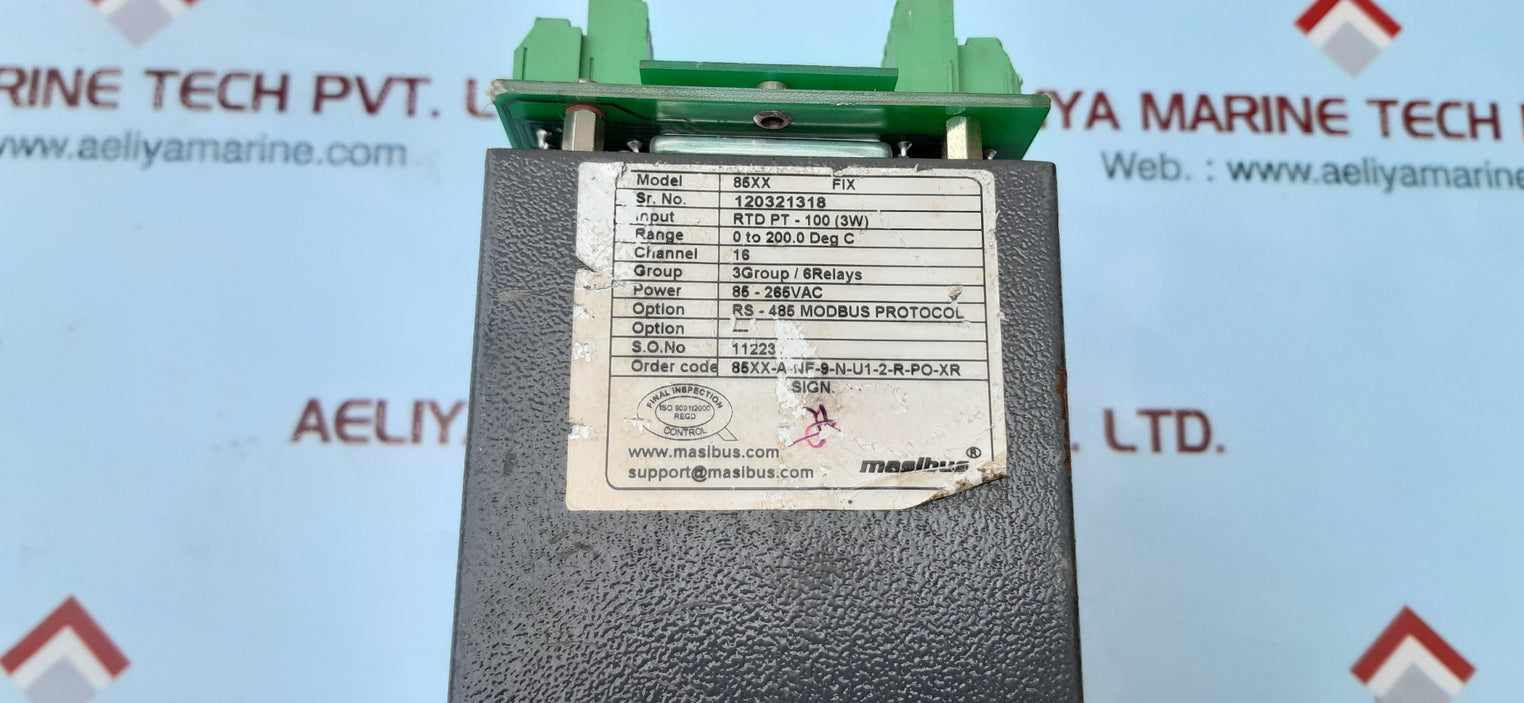 RINE TECH PVT.
www.aeliyamarine.com
IYA MARINE TECH
Web. : www.aeliyamarine
Model 85XX FIX
Sr. No. 120321318
Input RTD PT - 100 (3W)
Range 0 to 200.0 Deg C
Channel 16
Group 3Group / 6Relays
Power 85 - 265VAC
Option RS - 485 MODBUS PROTOCOL
Option ---
S.O.No 11223
Order code 85XX-A-NF-9-N-U1-2-R-PO-XR
SIGN.
FINAL INSPECTION
ISO 9001:2000
REGD
CONTROL
www.masibus.com
support@masibus.com
masibus®
AELIY
LTD.